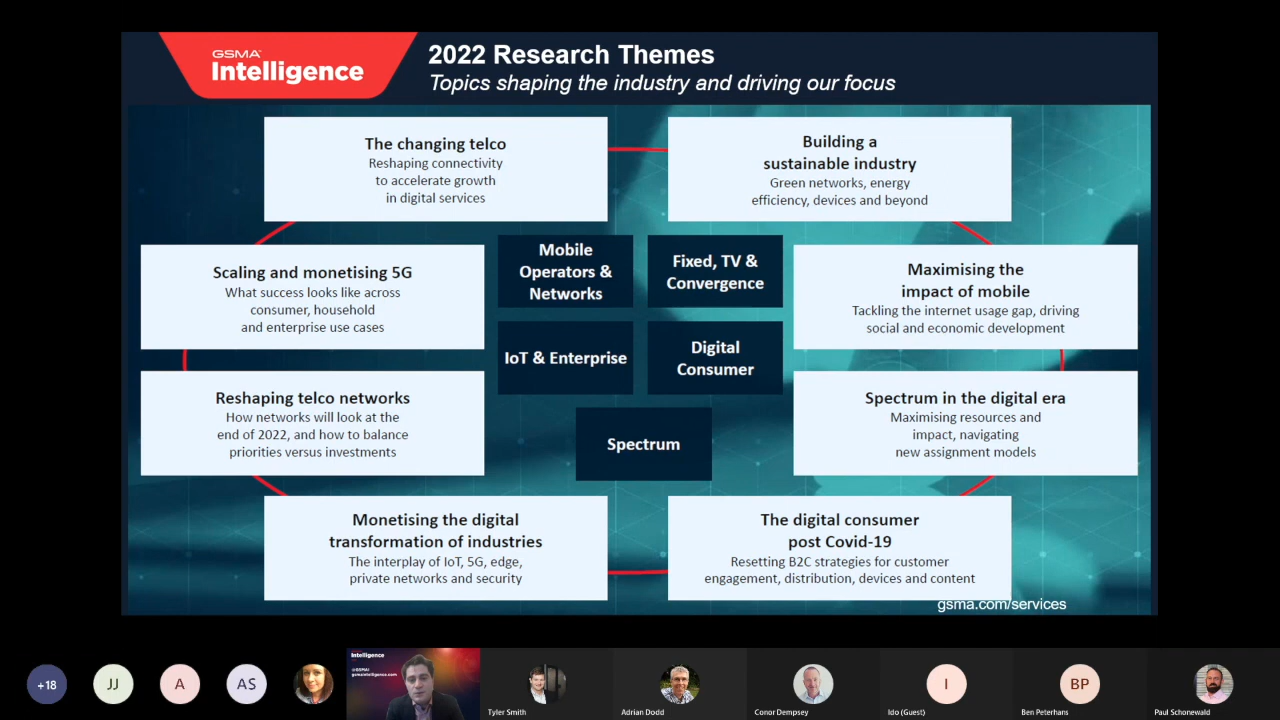 GSMA™
Intelligence
2022 Research Themes
Topics shaping the industry and driving our focus
The changing telco
Reshaping connectivity
to accelerate growth
in digital services
Building a
sustainable industry
Green networks, energy
efficiency, devices and beyond
Scaling and monetising 5G
What success looks like across
consumer, household
and enterprise use cases
Mobile
Operators &
Networks
Fixed, TV &
Convergence
Maximising the
impact of mobile
Tackling the internet usage gap, driving
social and economic development
IoT & Enterprise
Digital
Consumer
Reshaping telco networks
How networks will look at the
end of 2022, and how to balance
priorities versus investments
Spectrum
Spectrum in the digital era
Maximising resources and
impact, navigating
new assignment models
Monetising the digital
transformation of industries
The interplay of IoT, 5G, edge,
private networks and security
The digital consumer
post Covid-19
Resetting B2C strategies for customer
engagement, distribution, devices and content
gsma.com/services
+18
JJ
A
AS
Intelligence
@GSMAi
gsmaintelligence.com
Tyler Smith
Adrian Dodd
Conor Dempsey
I
Ido (Guest)
BP
Ben Peterhans
Paul Schonewald